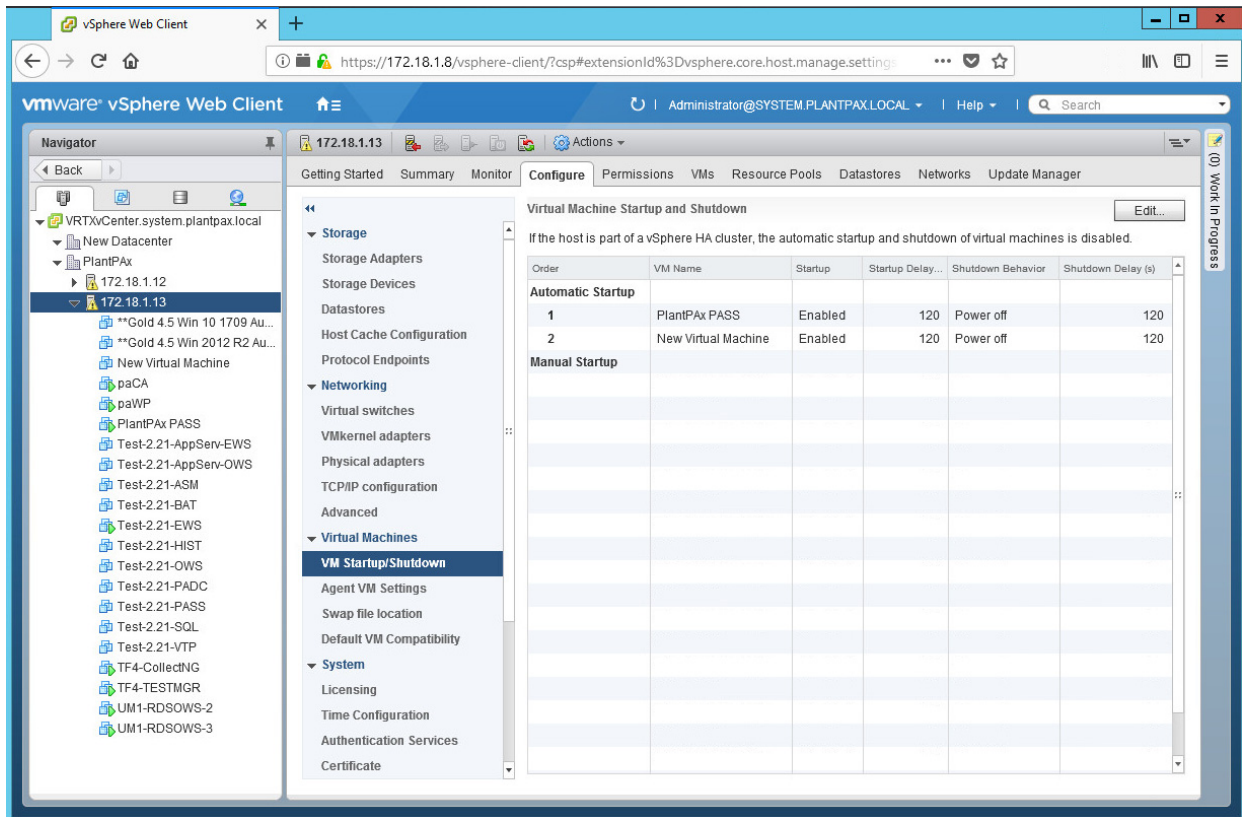 vSphere Web Client
https://172.18.1.8/vsphere-client/?csp#extensionId%3Dvsphere.core.host.manage.settings
vmware® vSphere Web Client
Administrator@SYSTEM.PLANTPAX.LOCAL
Help
Search
Navigator
Back
VRTXvCenter.system.plantpax.local
New Datacenter
PlantPAx
172.18.1.12
172.18.1.13
**Gold 4.5 Win 10 1709 Au...
**Gold 4.5 Win 2012 R2 Au...
New Virtual Machine
paCA
paWP
PlantPAx PASS
Test-2.21-AppServ-EWS
Test-2.21-AppServ-OWS
Test-2.21-ASM
Test-2.21-BAT
Test-2.21-EWS
Test-2.21-HIST
Test-2.21-OWS
Test-2.21-PADC
Test-2.21-PASS
Test-2.21-SQL
Test-2.21-VTP
TF4-CollectNG
TF4-TESTMGR
UM1-RDSOWS-2
UM1-RDSOWS-3
172.18.1.13 Actions
Getting Started Summary Monitor Configure Permissions VMs Resource Pools Datastores Networks Update Manager
Storage
Storage Adapters
Storage Devices
Datastores
Host Cache Configuration
Protocol Endpoints
Networking
Virtual switches
VMkernel adapters
Physical adapters
TCP/IP configuration
Advanced
Virtual Machines
VM Startup/Shutdown
Agent VM Settings
Swap file location
Default VM Compatibility
System
Licensing
Time Configuration
Authentication Services
Certificate
Virtual Machine Startup and Shutdown
Edit...
If the host is part of a vSphere HA cluster, the automatic startup and shutdown of virtual machines is disabled.
Order VM Name Startup Startup Delay... Shutdown Behavior Shutdown Delay (s)
Automatic Startup
1 PlantPAx PASS Enabled 120 Power off 120
2 New Virtual Machine Enabled 120 Power off 120
Manual Startup
(0) Work In Progress